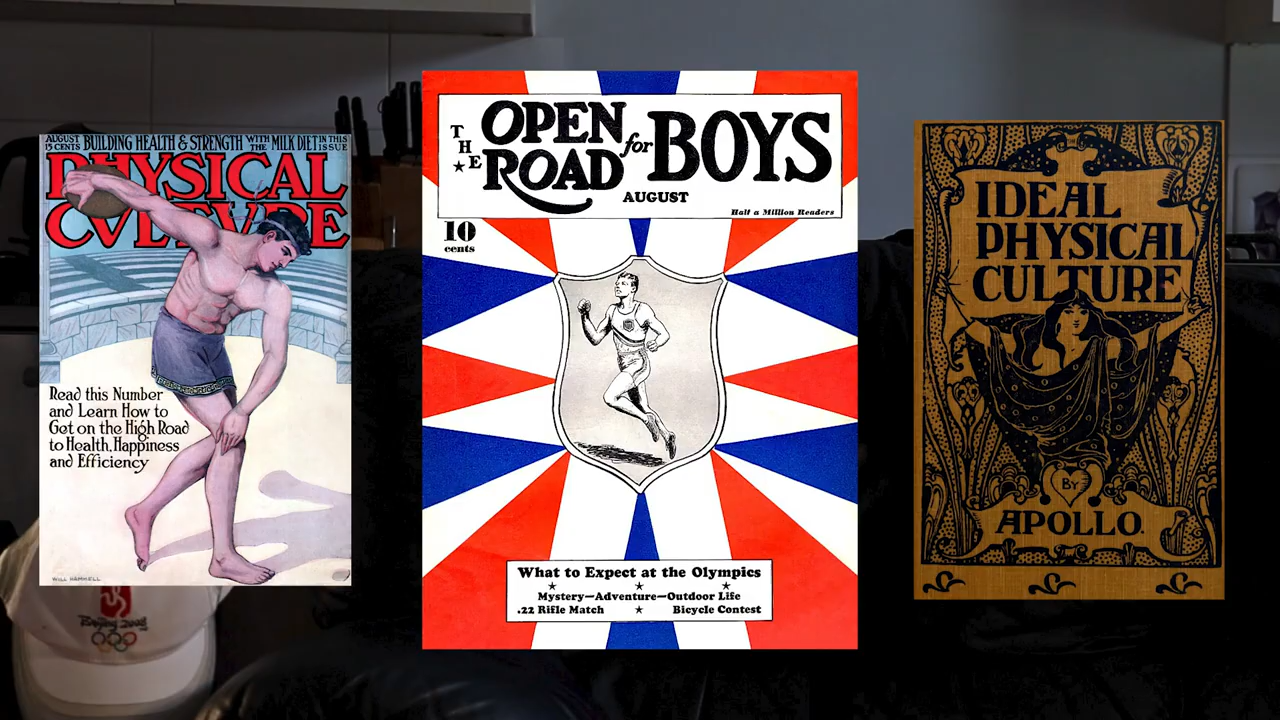 AUGUST
15 CENTS
BUILDING HEALTH & STRENGTH WITH THE MILK DIET IN THIS ISSUE
PHYSICAL
CVLTVRE
Read this Number
and Learn How to
Get on the High Road
to Health, Happiness
and Efficiency
WILL HAMMELL
Beijing 2008
THE OPEN ROAD for BOYS
AUGUST
Half a Million Readers
10
cents
What to Expect at the Olympics
Mystery—Adventure—Outdoor Life
.22 Rifle Match
Bicycle Contest
IDEAL
PHYSICAL
CULTURE
BY
APOLLO